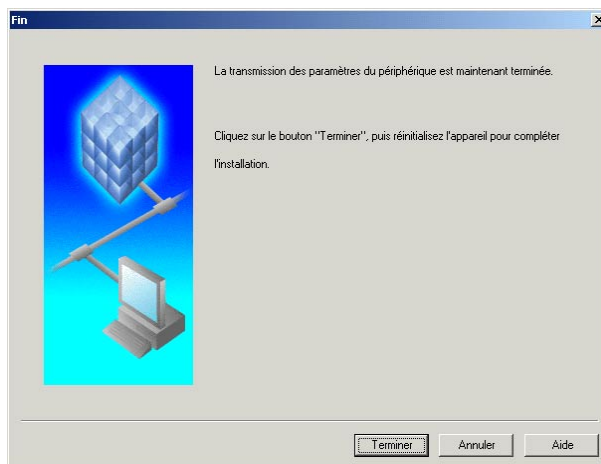 Fin
La transmission des paramètres du périphérique est maintenant terminée.
Cliquez sur le bouton "Terminer", puis réinitialisez l'appareil pour compléter
l'installation.
Terminer
Annuler
Aide